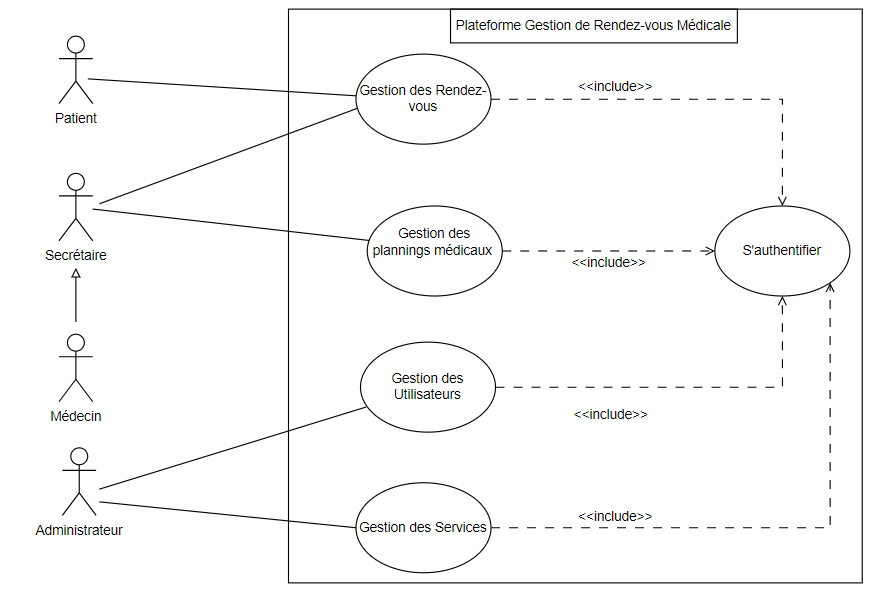 Plateforme Gestion de Rendez-vous Médicale
Patient
Gestion des Rendez-
vous
<<include>>
Secrétaire
Gestion des
plannings médicaux
<<include>>
S'authentifier
Médecin
Gestion des
Utilisateurs
<<include>>
Administrateur
Gestion des Services
<<include>>